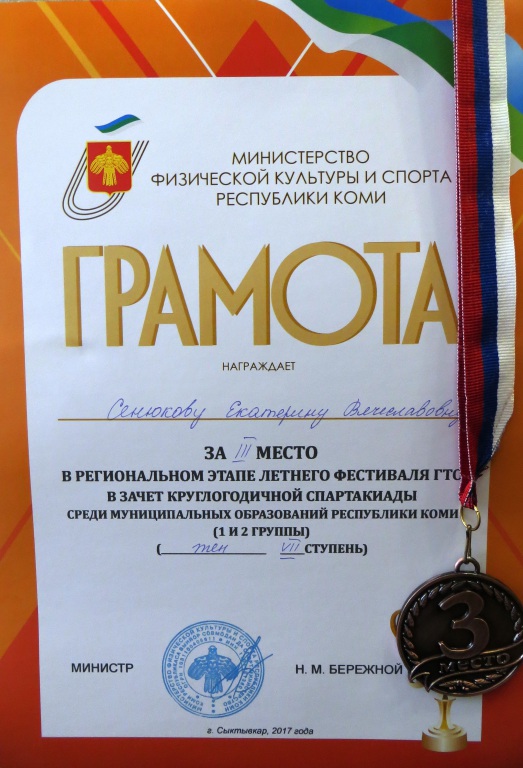 МИНИСТЕРСТВО
ФИЗИЧЕСКОЙ КУЛЬТУРЫ И СПОРТА
РЕСПУБЛИКИ КОМИ
ГРАМОТА
НАГРАЖДАЕТ
Сенюкову Екатерину Вячеславовну
ЗА III МЕСТО
В РЕГИОНАЛЬНОМ ЭТАПЕ ЛЕТНЕГО ФЕСТИВАЛЯ ГТО
В ЗАЧЕТ КРУГЛОГОДИЧНОЙ СПАРТАКИАДЫ
СРЕДИ МУНИЦИПАЛЬНЫХ ОБРАЗОВАНИЙ РЕСПУБЛИКИ КОМИ
(1 И 2 ГРУППЫ)
(жен VII СТУПЕНЬ)
3
МЕСТО
МИНИСТР
Н. М. БЕРЕЖНОЙ
г. Сыктывкар, 2017 года